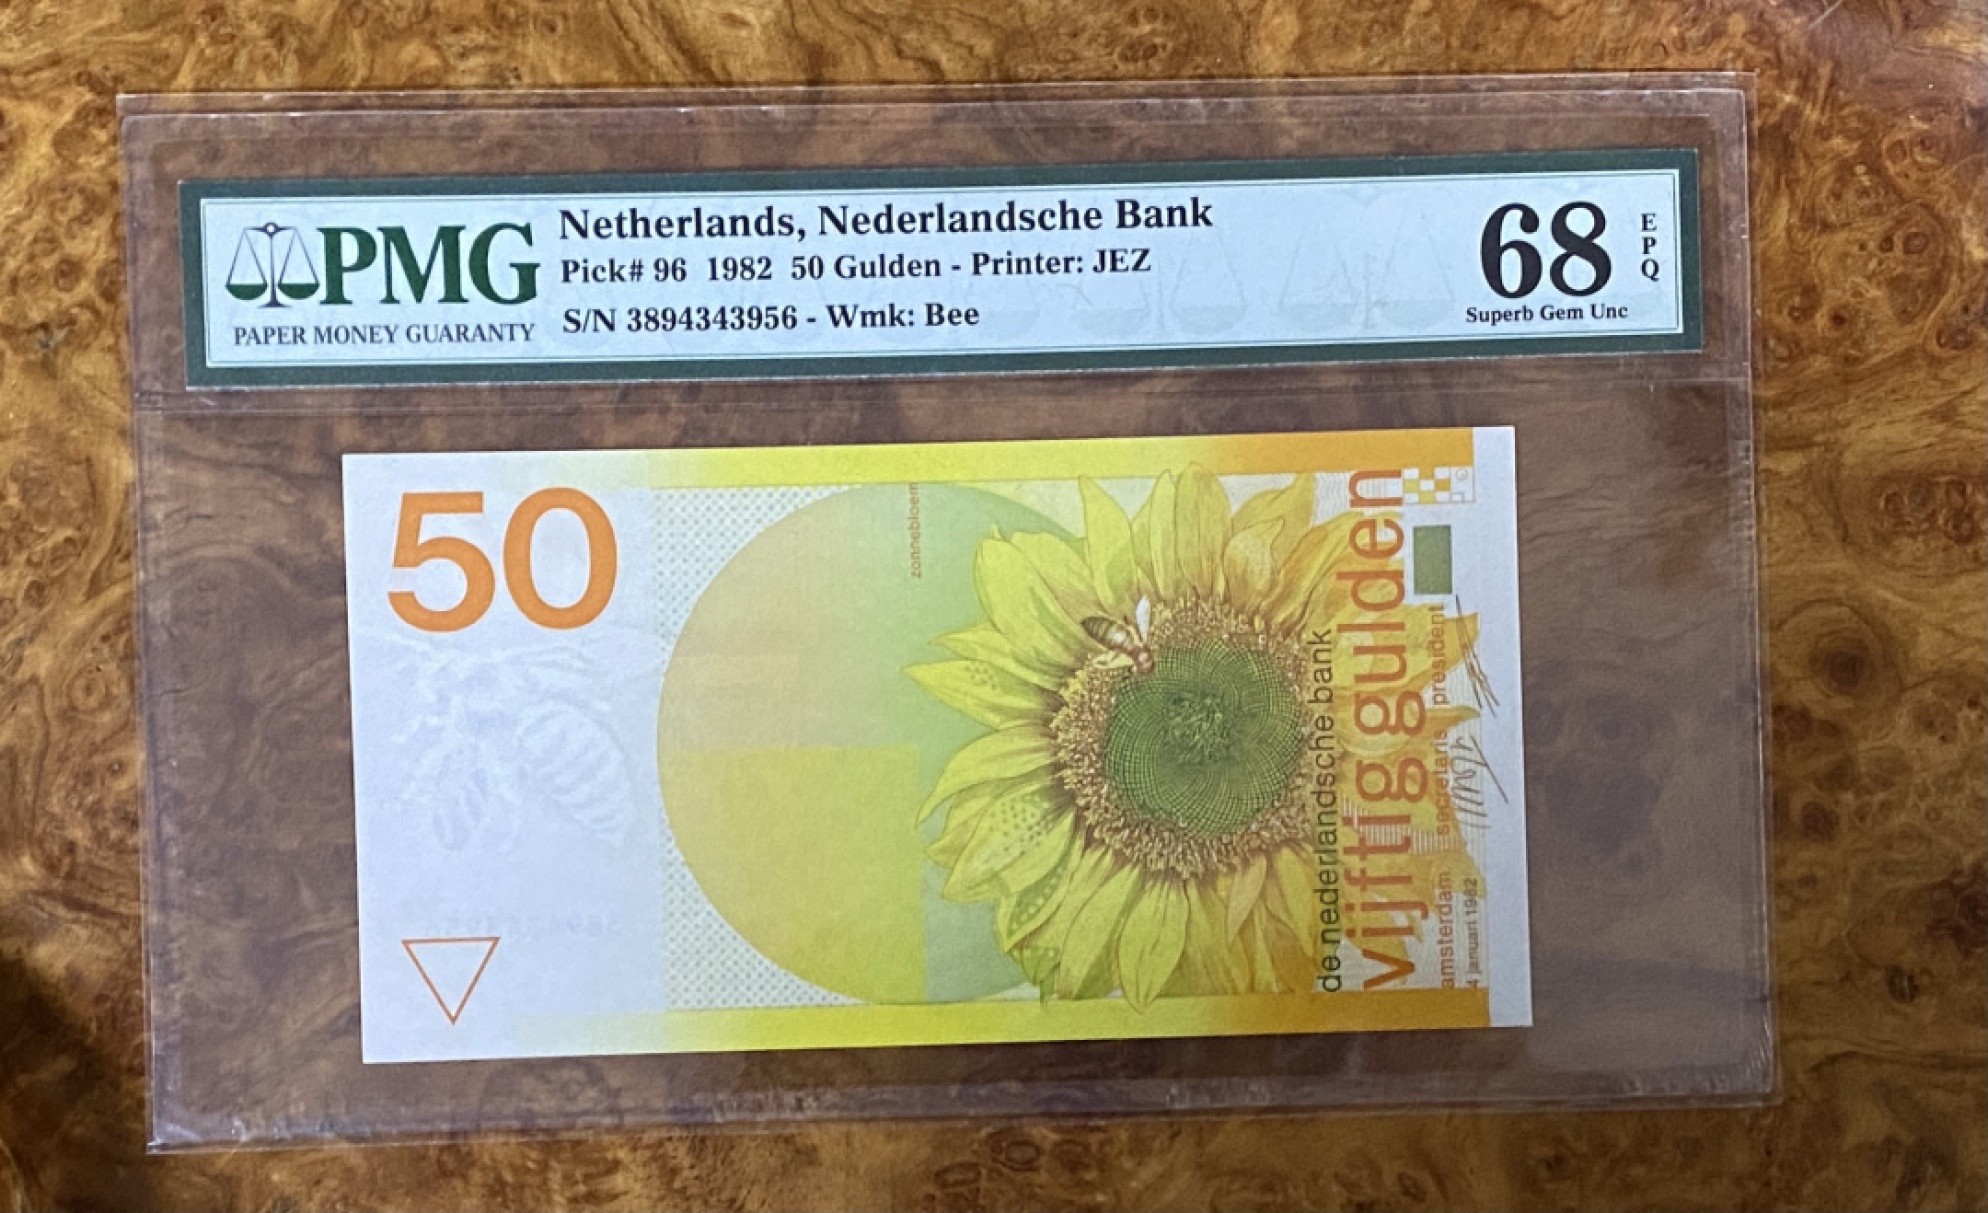 PMG
PAPER MONEY GUARANTY
Netherlands, Nederlandsche Bank
Pick# 96 1982 50 Gulden - Printer: JEZ
S/N 3894343956 - Wmk: Bee
68
EPQ
Superb Gem Unc
50
zonnebloem
de nederlandsche bank
vijftig gulden
amsterdam secretaris president
4 januari 1982